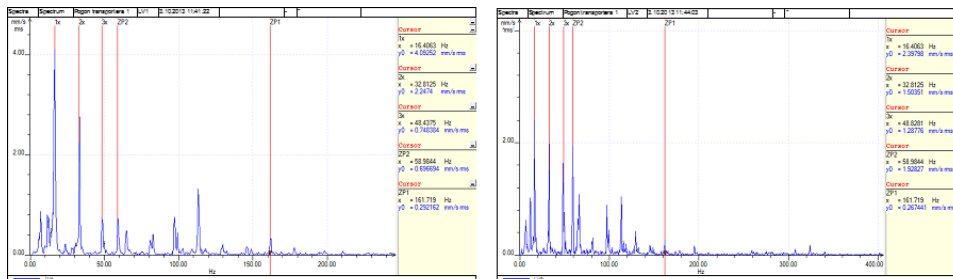 Spectra Spectrum Pogon transportera 1 LV1 3.10.2013 11:41:22 - *
mm/s
rms
1x 2x 3x ZP2 ZP1
4.00
2.00
0.00
0.00 50.00 100.00 150.00 200.00
Hz
Cursor
1x
x = 16.4063 Hz
y0 = 4.09252 mm/s rms
Cursor
2x
x = 32.8125 Hz
y0 = 2.2474 mm/s rms
Cursor
3x
x = 48.4375 Hz
y0 = 0.748384 mm/s rms
Cursor
ZP2
x = 58.9844 Hz
y0 = 0.696694 mm/s rms
Cursor
ZP1
x = 161.719 Hz
y0 = 0.292162 mm/s rms
Spectra Spectrum Pogon transportera 1 LV2 3.10.2013 11:44:03 - *
mm/s
rms
1x 2x 3x ZP2 ZP1
2.00
0.00
100.00 200.00 300.00 400.00
Hz
Cursor
1x
x = 16.4063 Hz
y0 = 2.39798 mm/s rms
Cursor
2x
x = 32.8125 Hz
y0 = 1.50351 mm/s rms
Cursor
3x
x = 48.8281 Hz
y0 = 1.28776 mm/s rms
Cursor
ZP2
x = 58.9844 Hz
y0 = 1.92827 mm/s rms
Cursor
ZP1
x = 161.719 Hz
y0 = 0.267441 mm/s rms